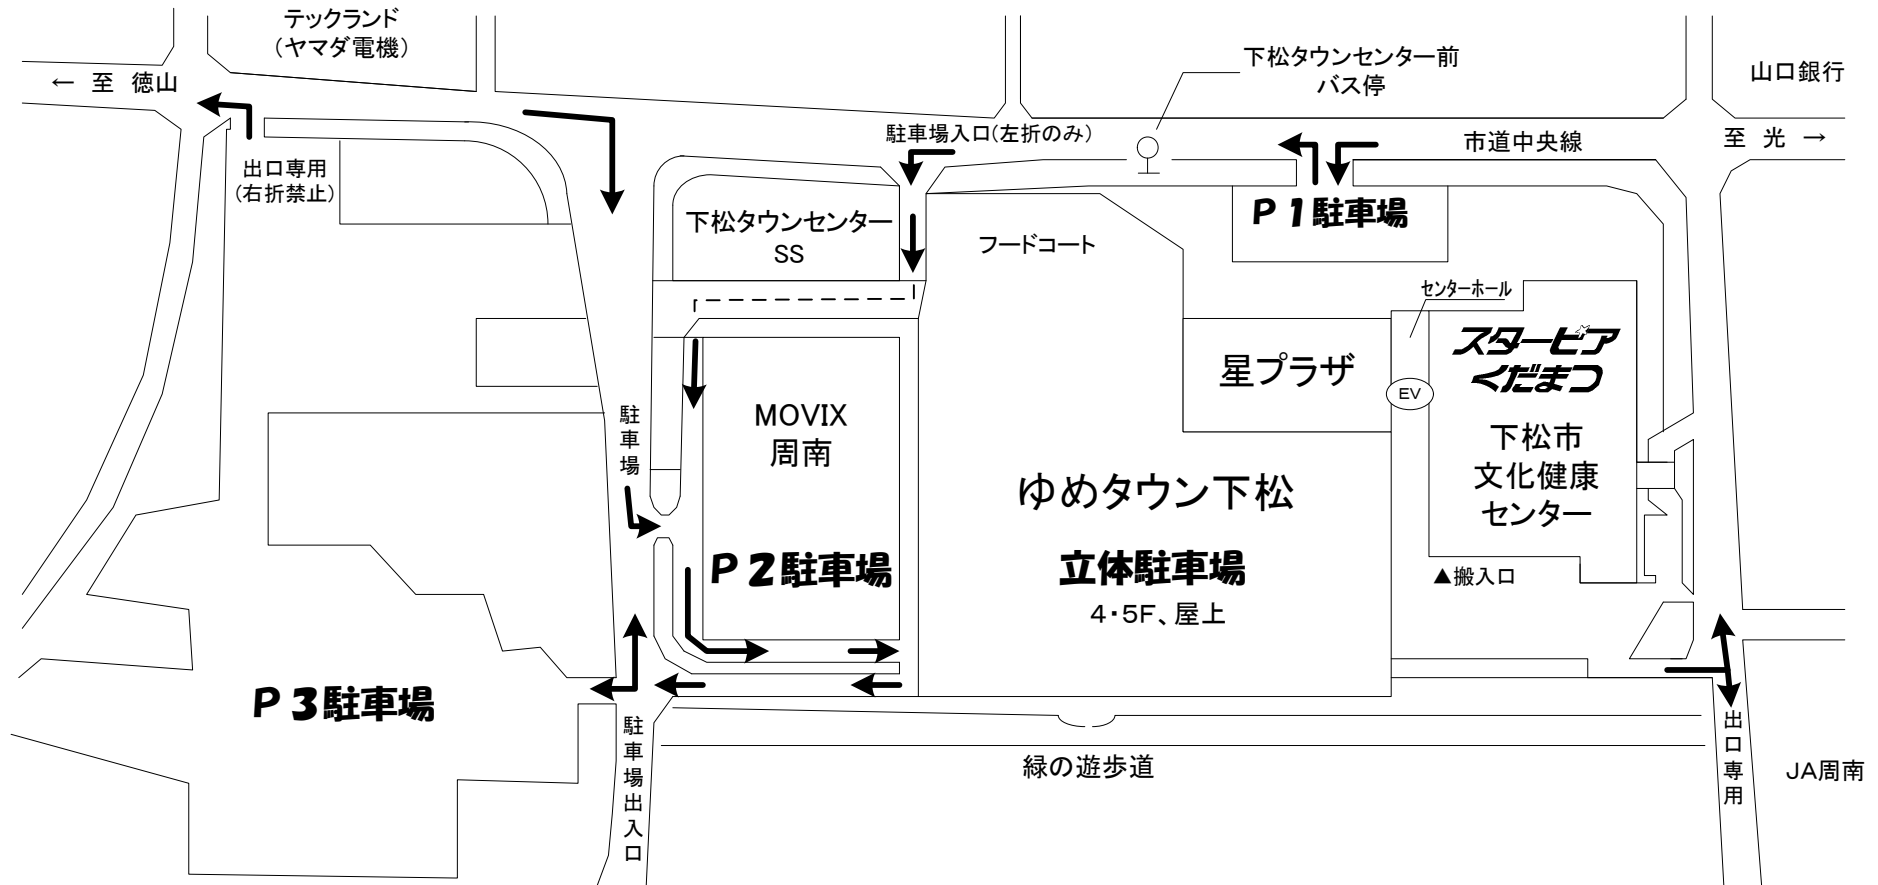 テックランド
(ヤマダ電機)
← 至 徳山
下松タウンセンター前
バス停
山口銀行
駐車場入口(左折のみ)
市道中央線
至 光 →
出口専用
(右折禁止)
下松タウンセンター
SS
フードコート
P1駐車場
センターホール
スターピア
くだまつ
星プラザ
EV
MOVIX
周南
駐車場
下松市
文化健康
センター
ゆめタウン下松
P2駐車場
立体駐車場
4・5F、屋上
▲搬入口
P3駐車場
駐車場出入口
出口専用
緑の遊歩道
JA周南